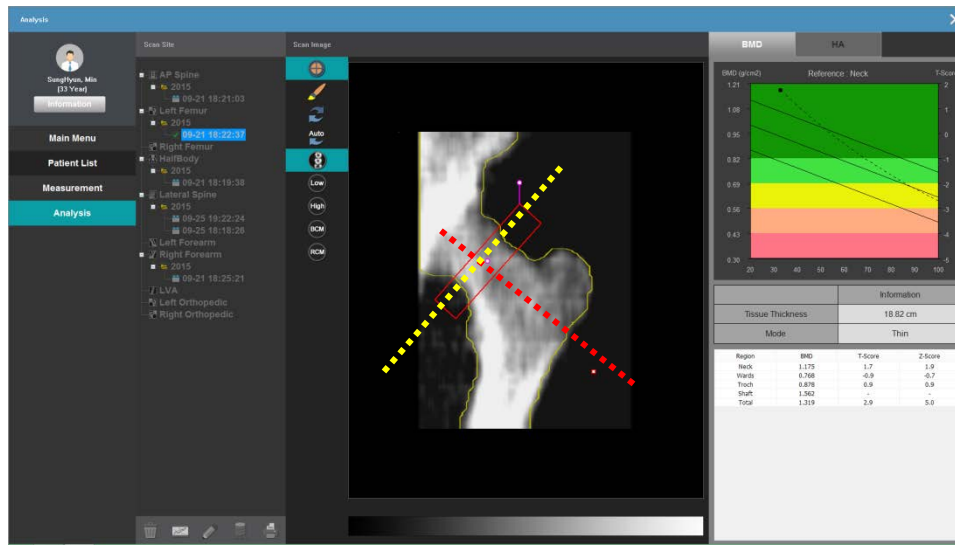 Analysis
SungHyun, Min
(33 Year)
Information
Main Menu
Patient List
Measurement
Analysis
Scan Site
AP Spine
2015
09-21 18:21:03
Left Femur
2015
09-21 18:22:37
Right Femur
HalfBody
2015
09-21 18:19:38
Lateral Spine
2015
09-25 18:22:24
09-25 18:18:26
Left Forearm
Right Forearm
2015
09-21 18:25:21
LVA
Left Orthopedic
Right Orthopedic
Scan Image
Auto
Low
High
BCM
RCM
BMD HA
BMD (g/cm2) Reference : Neck T-Score
1.21 2
1.08 1
0.95 0
0.82 -1
0.69 -2
0.56 -3
0.43 -4
0.30 -5
20 30 40 50 60 70 80 90 100
Information
Tissue Thickness 18.82 cm
Mode Thin
Region BMD T-Score Z-Score
Neck 1.175 1.7 1.9
Wards 0.768 -0.9 -0.7
Troch 0.878 0.9 0.9
Shaft 1.562 - -
Total 1.319 2.9 5.0